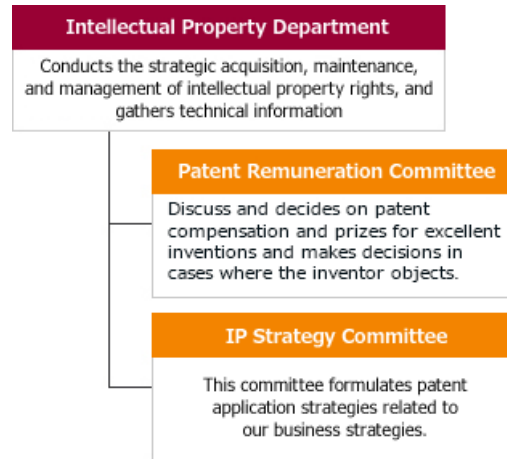 Intellectual Property Department
Conducts the strategic acquisition, maintenance,
and management of intellectual property rights, and
gathers technical information
Patent Remuneration Committee
Discuss and decides on patent
compensation and prizes for excellent
inventions and makes decisions in
cases where the inventor objects.
IP Strategy Committee
This committee formulates patent
application strategies related to
our business strategies.